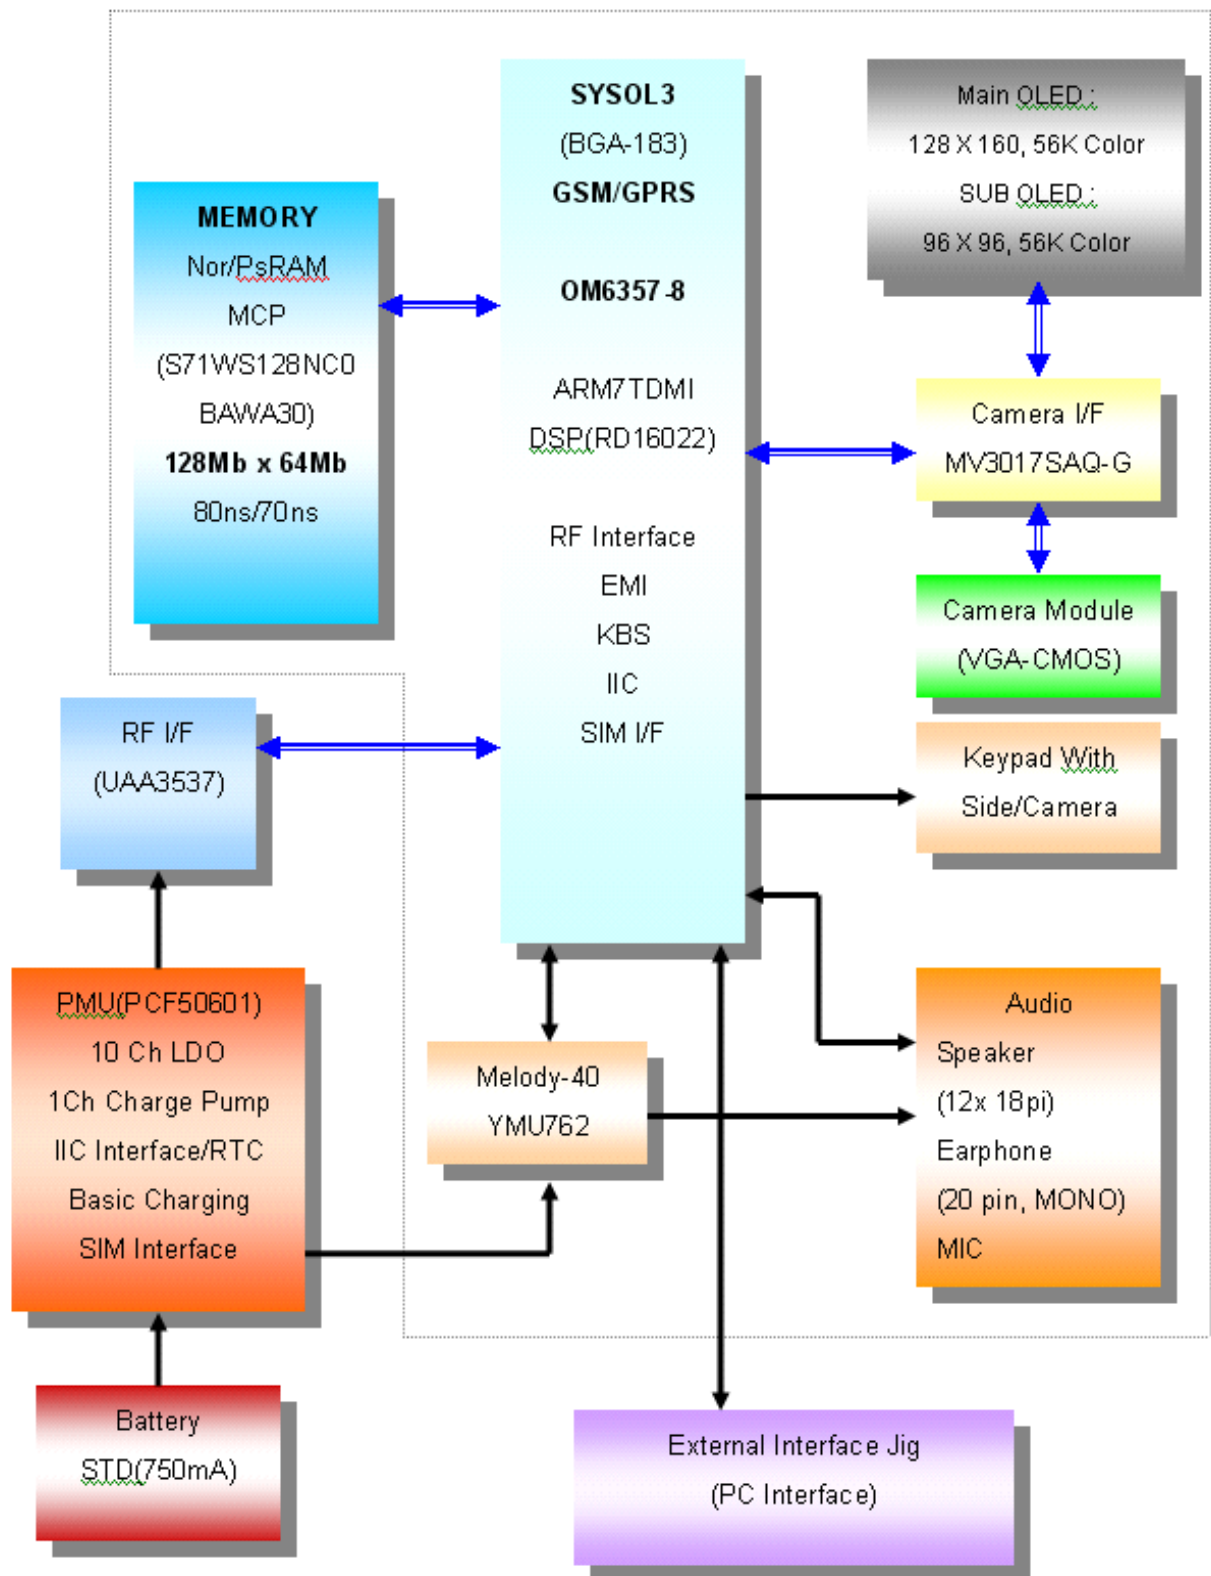 SYSOL3
(BGA-183)
GSM/GPRS
OM6357-8
ARM7TDMI
DSP(RD16022)
RF Interface
EMI
KBS
IIC
SIM I/F
Main OLED :
128 X 160, 56K Color
SUB OLED :
96 X 96, 56K Color
MEMORY
Nor/PsRAM
MCP
(S71WS128NC0
BAWA30)
128Mb x 64Mb
80ns/70ns
Camera I/F
MV3017SAQ-G
Camera Module
(VGA-CMOS)
RF I/F
(UAA3537)
Keypad With
Side/Camera
PMU(PCF50601)
10 Ch LDO
1Ch Charge Pump
IIC Interface/RTC
Basic Charging
SIM Interface
Melody-40
YMU762
Audio
Speaker
(12x 18pi)
Earphone
(20 pin, MONO)
MIC
Battery
STD(750mA)
External Interface Jig
(PC Interface)